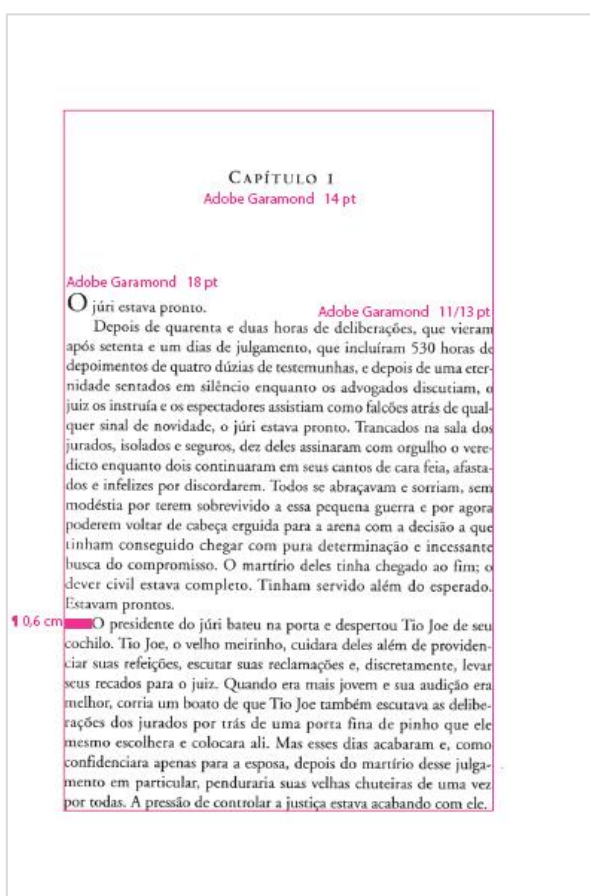 CAPÍTULO 1
Adobe Garamond 14 pt
Adobe Garamond 18 pt
O júri estava pronto.
Adobe Garamond 11/13 pt
Depois de quarenta e duas horas de deliberações, que vieram
após setenta e um dias de julgamento, que incluíram 530 horas de
depoimentos de quatro dúzias de testemunhas, e depois de uma eter-
nidade sentados em silêncio enquanto os advogados discutiam, o
juiz os instruía e os espectadores assistiam como falcões atrás de qual-
quer sinal de novidade, o júri estava pronto. Trancados na sala dos
jurados, isolados e seguros, dez deles assinaram com orgulho o vere-
dicto enquanto dois continuaram em seus cantos de cara feia, afasta-
dos e infelizes por discordarem. Todos se abraçavam e sorriam, sem
modéstia por terem sobrevivido a essa pequena guerra e por agora
poderem voltar de cabeça erguida para a arena com a decisão a que
tinham conseguido chegar com pura determinação e incessante
busca do compromisso. O martírio deles tinha chegado ao fim; o
dever civil estava completo. Tinham servido além do esperado.
Estavam prontos.
¶ 0,6 cm
O presidente do júri bateu na porta e despertou Tio Joe de seu
cochilo. Tio Joe, o velho meirinho, cuidara deles além de providen-
ciar suas refeições, escutar suas reclamações e, discretamente, levar
seus recados para o juiz. Quando era mais jovem e sua audição era
melhor, corria um boato de que Tio Joe também escutava as delibe-
rações dos jurados por trás de uma porta fina de pinho que ele
mesmo escolhera e colocara ali. Mas esses dias acabaram e, como
confidenciara apenas para a esposa, depois do martírio desse julga-
mento em particular, penduraria suas velhas chuteiras de uma vez
por todas. A pressão de controlar a justiça estava acabando com ele.